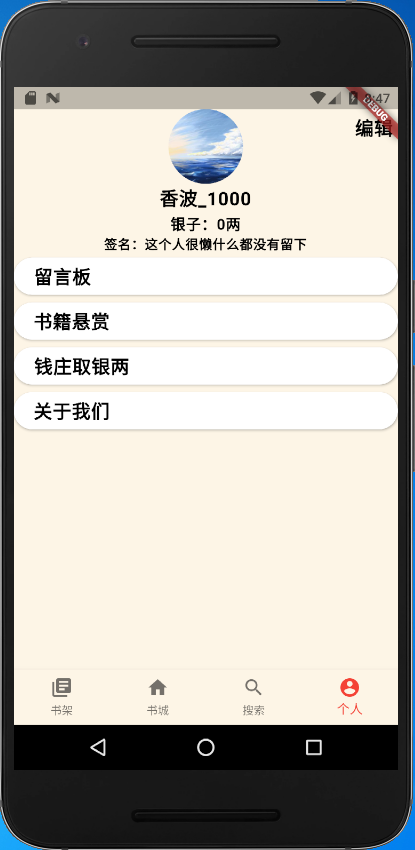 9:47
DEBUG
编辑
香波_1000
银子：0两
签名：这个人很懒什么都没有留下
留言板
书籍悬赏
钱庄取银两
关于我们
书架
书城
搜索
个人